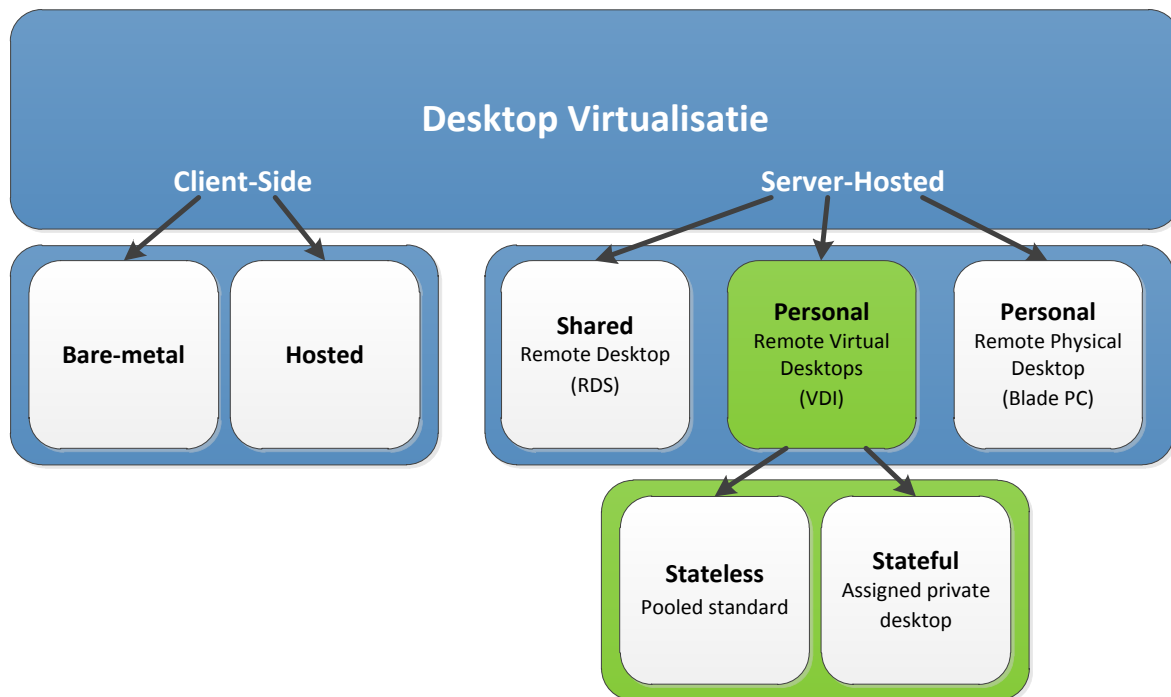 Desktop Virtualisatie
Client-Side
Server-Hosted
Bare-metal
Hosted
Shared
Remote Desktop
(RDS)
Personal
Remote Virtual
Desktops
(VDI)
Personal
Remote Physical
Desktop
(Blade PC)
Stateless
Pooled standard
Stateful
Assigned private
desktop